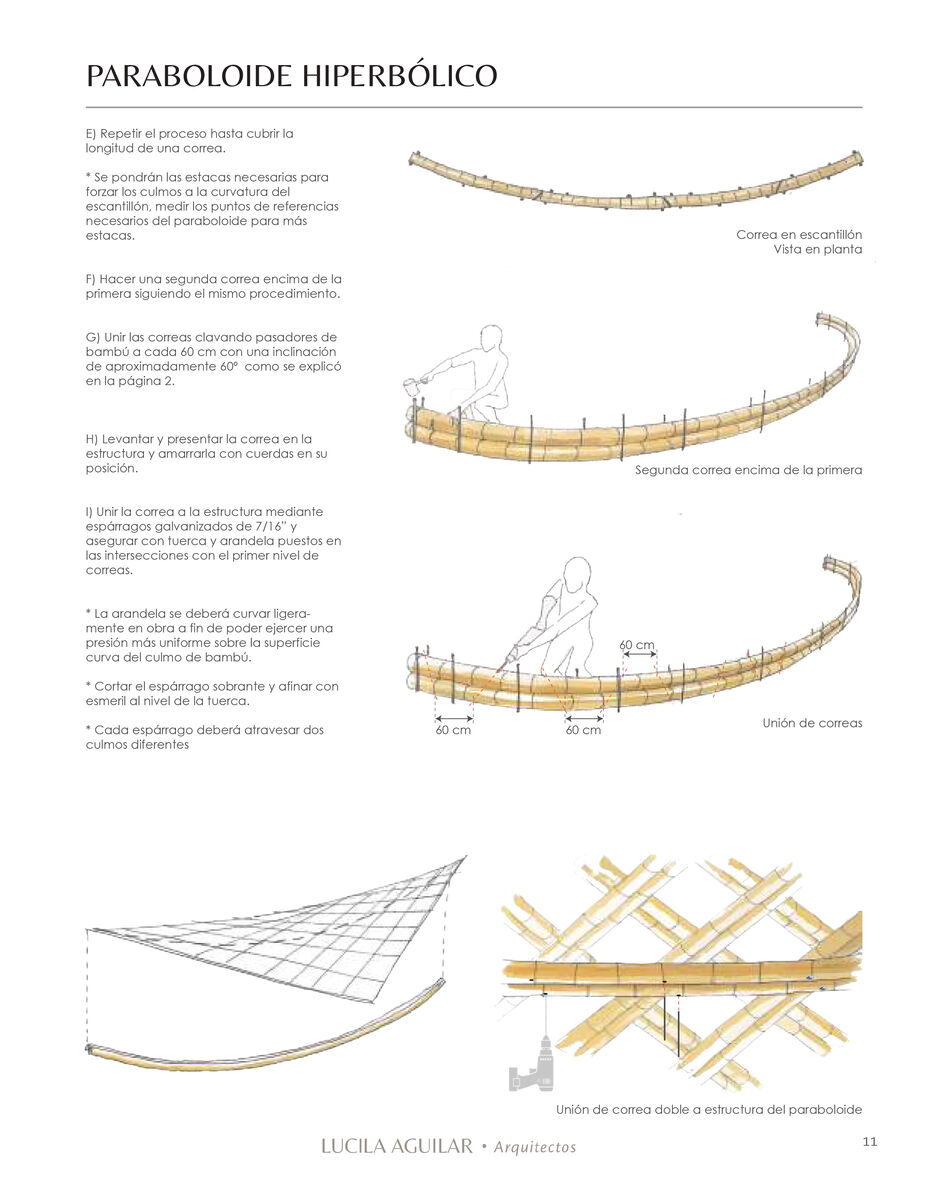 PARABOLOIDE HIPERBÓLICO
E) Repetir el proceso hasta cubrir la
longitud de una correa.
* Se pondrán las estacas necesarias para
forzar los culmos a la curvatura del
escantillón, medir los puntos de referencias
necesarios del paraboloide para más
estacas.
F) Hacer una segunda correa encima de la
primera siguiendo el mismo procedimiento.
G) Unir las correas clavando pasadores de
bambú a cada 60 cm con una inclinación
de aproximadamente 60º  como se explicó
en la página 2.
H) Levantar y presentar la correa en la
estructura y amarrarla con cuerdas en su
posición.
I) Unir la correa a la estructura mediante
espárragos galvanizados de 7/16” y
asegurar con tuerca y arandela puestos en
las intersecciones con el primer nivel de
correas.
* La arandela se deberá curvar ligera-
mente en obra a fin de poder ejercer una
presión más uniforme sobre la superficie
curva del culmo de bambú.
* Cortar el espárrago sobrante y afinar con
esmeril al nivel de la tuerca.
* Cada espárrago deberá atravesar dos
culmos diferentes
Correa en escantillón
Vista en planta
Segunda correa encima de la primera
60 cm
60 cm
60 cm
Unión de correas
Unión de correa doble a estructura del paraboloide
LUCILA AGUILAR • Arquitectos
11